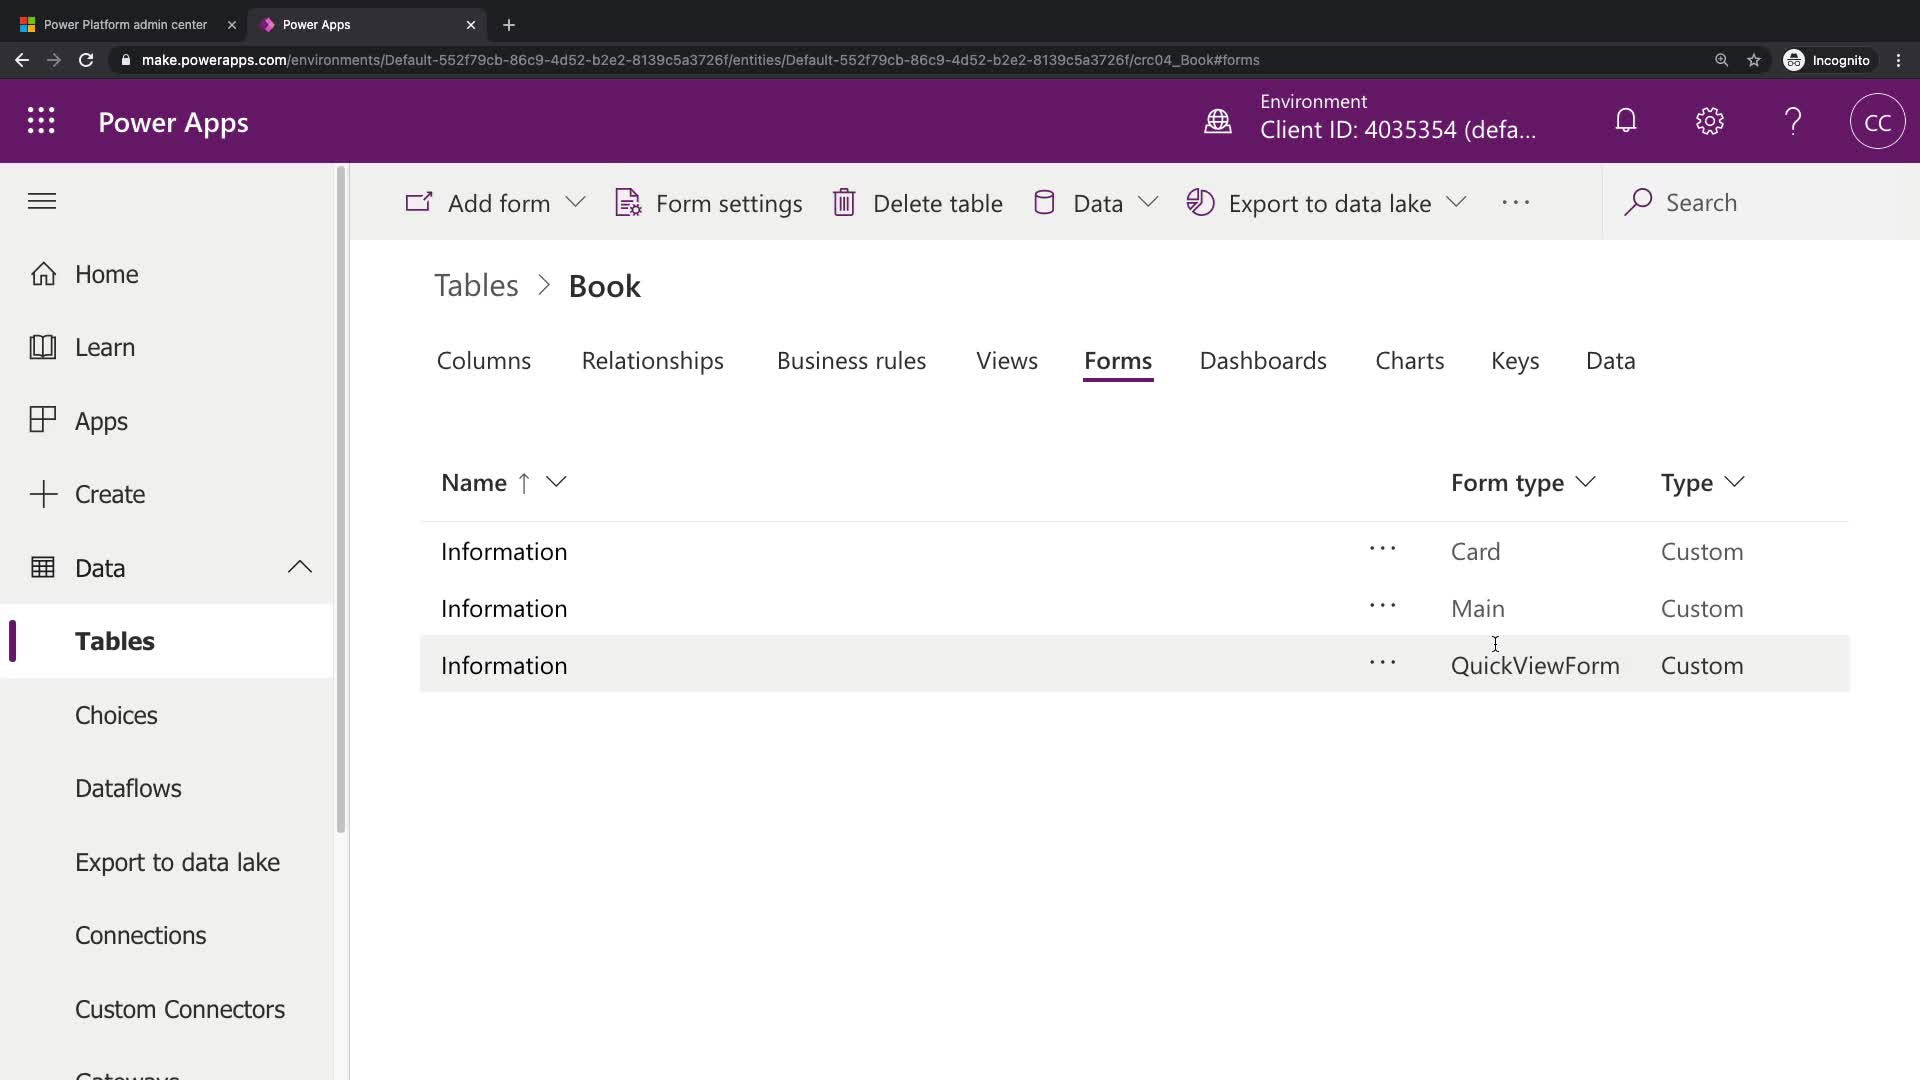 Power Platform admin center
Power Apps
make.powerapps.com/environments/Default-552f79cb-86c9-4d52-b2e2-8139c5a3726f/entities/Default-552f79cb-86c9-4d52-b2e2-8139c5a3726f/crc04_Book#forms
Incognito
Power Apps
Environment
Client ID: 4035354 (defa...
CC
Add form
Form settings
Delete table
Data
Export to data lake
Search
Home
Learn
Apps
Create
Data
Tables
Choices
Dataflows
Export to data lake
Connections
Custom Connectors
Gateways
Tables > Book
Columns Relationships Business rules Views Forms Dashboards Charts Keys Data
Name Form type Type
Information ... Card Custom
Information ... Main Custom
Information ... QuickViewForm Custom